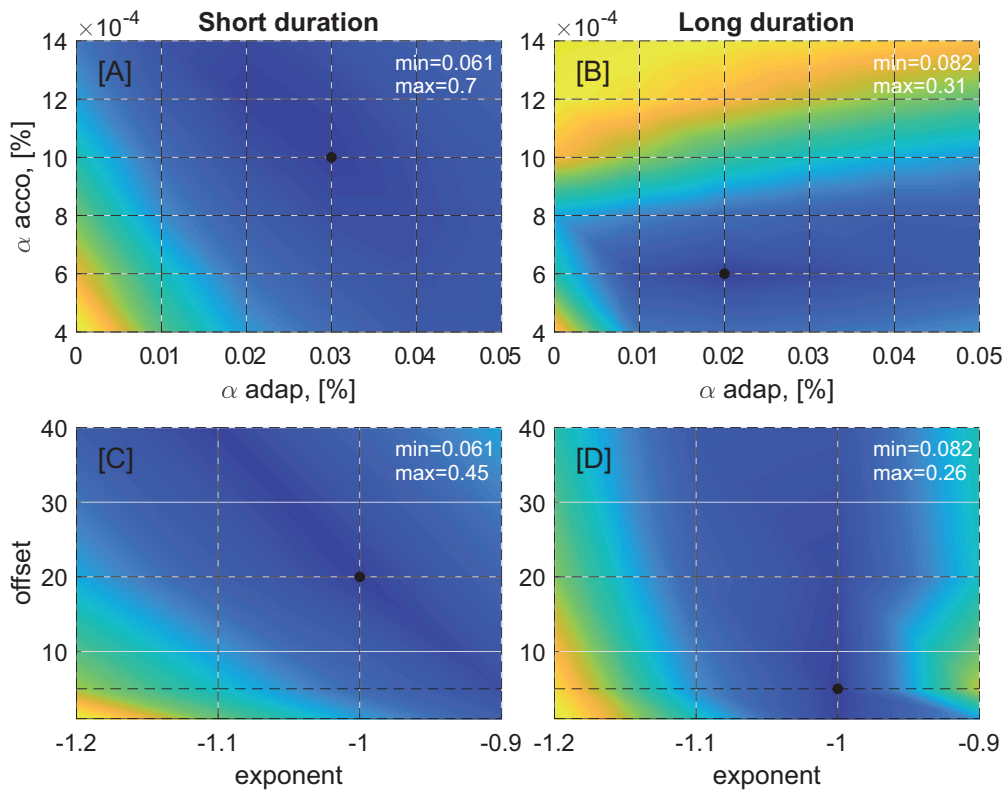 Short duration
Long duration
×10⁻⁴
×10⁻⁴
14
12
10
8
6
4
α acco, [%]
[A]
min=0.061
max=0.7
0
0.01
0.02
0.03
0.04
0.05
α adap, [%]
14
12
10
8
6
4
[B]
min=0.082
max=0.31
0
0.01
0.02
0.03
0.04
0.05
α adap, [%]
40
30
20
10
offset
[C]
min=0.061
max=0.45
-1.2
-1.1
-1
-0.9
exponent
40
30
20
10
[D]
min=0.082
max=0.26
-1.2
-1.1
-1
-0.9
exponent